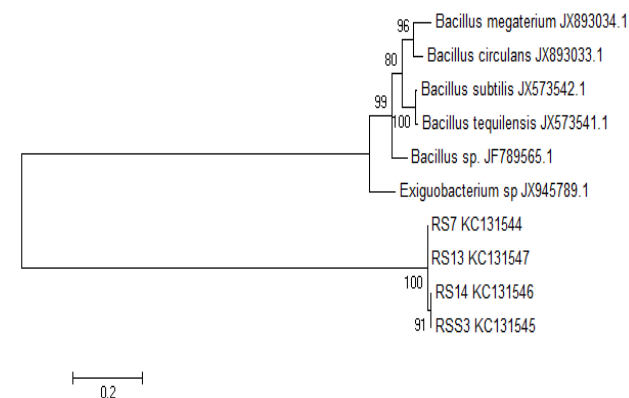 96
Bacillus megaterium JX893034.1
80
Bacillus circulans JX893033.1
99
Bacillus subtilis JX573542.1
100
Bacillus tequilensis JX573541.1
Bacillus sp. JF789565.1
Exiguobacterium sp JX945789.1
RS7 KC131544
RS13 KC131547
100
RS14 KC131546
91
RSS3 KC131545
0.2